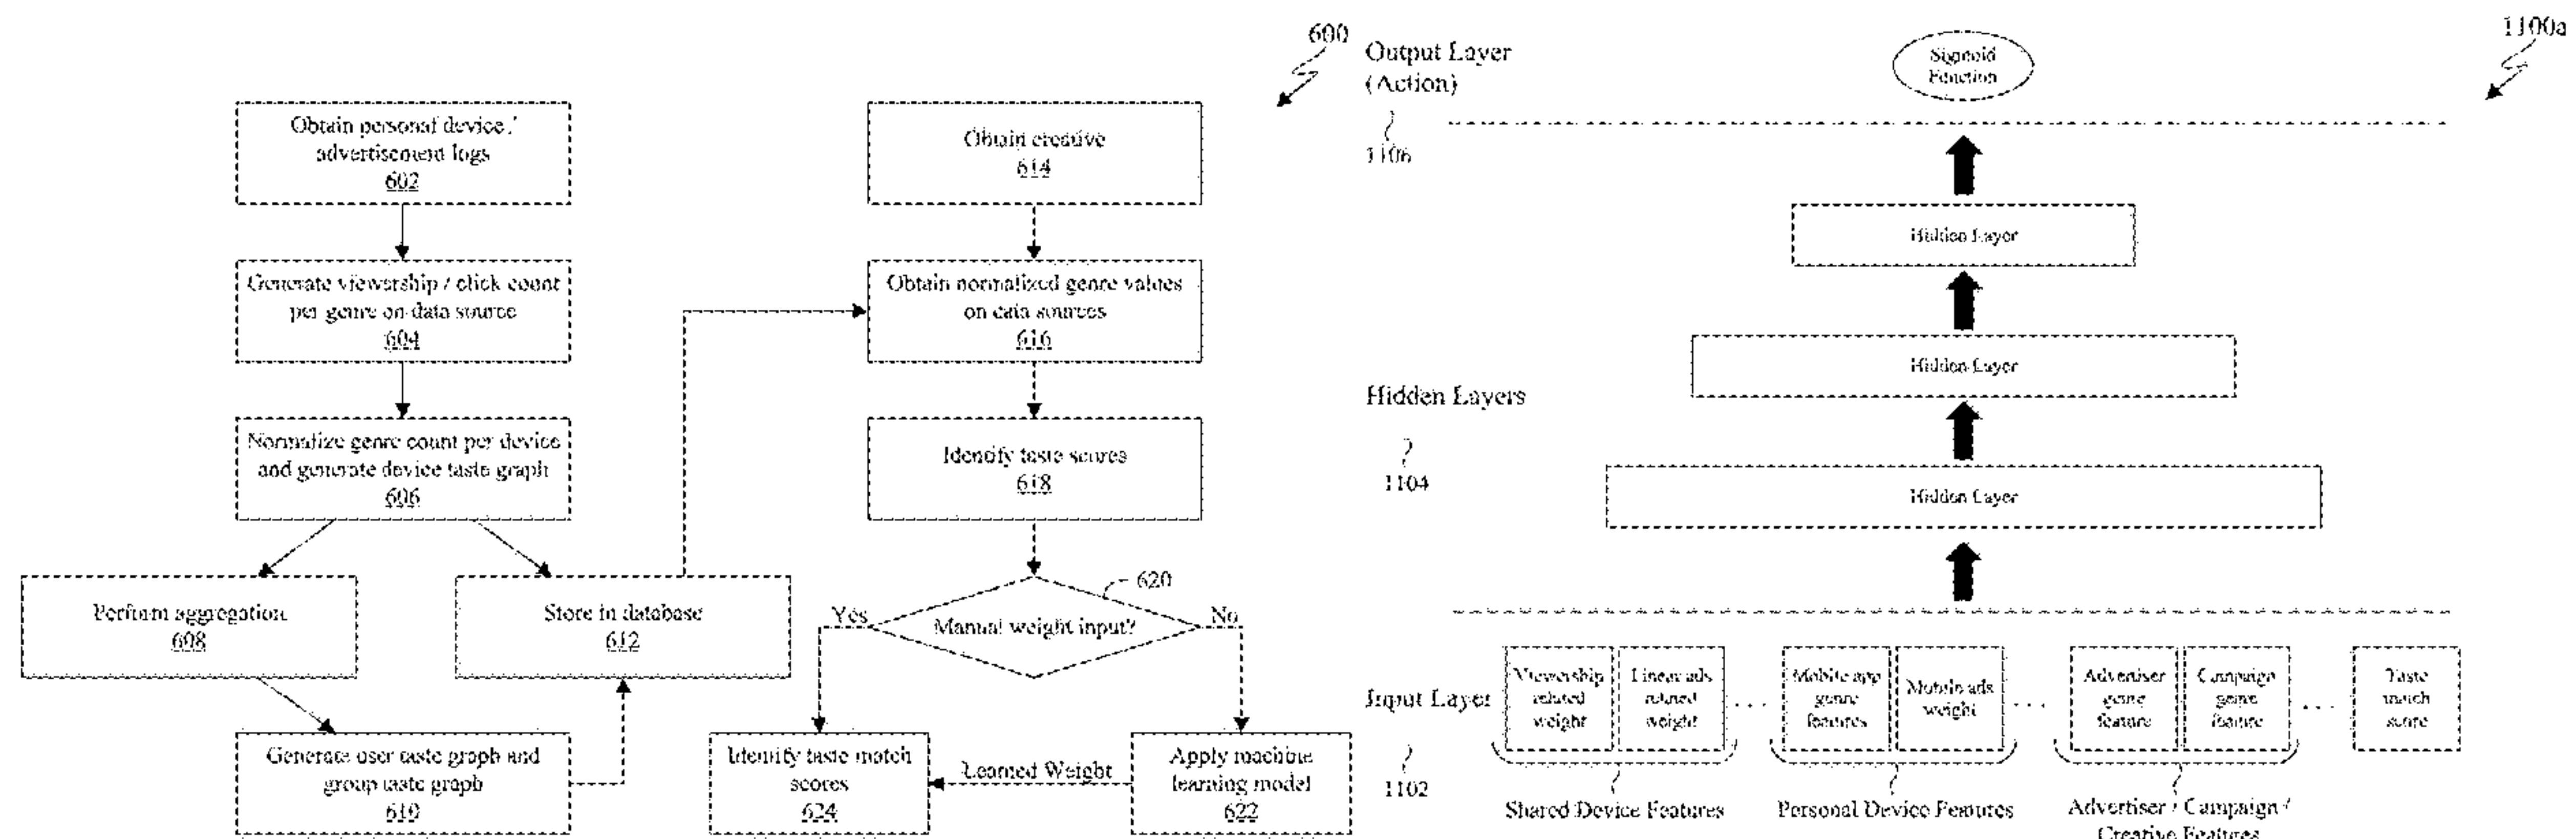 600
Obtain personal device /
advertisement logs
602
Generate viewership / click count
per genre on data source
604
Normalize genre count per device
and generate device taste graph
606
Perform aggregation
608
Store in database
612
Generate user taste graph and
group taste graph
610
Obtain creative
614
Obtain normalized genre values
on data sources
616
Identify taste scores
618
620
Manual weight input?
Yes
No
Identify taste match
scores
624
Learned Weight
Apply machine
learning model
622
1100a
Output Layer
(Action)
1106
Sigmoid
Function
Hidden Layer
Hidden Layer
Hidden Layer
Hidden Layers
1104
Input Layer
1102
Viewership
related
weight
Linear ads
related
weight
...
Mobile app
genre
features
Mobile ads
weight
...
Advertiser
genre
feature
Campaign
genre
feature
...
Taste
match
score
Shared Device Features
Personal Device Features
Advertiser / Campaign /
Creative Features